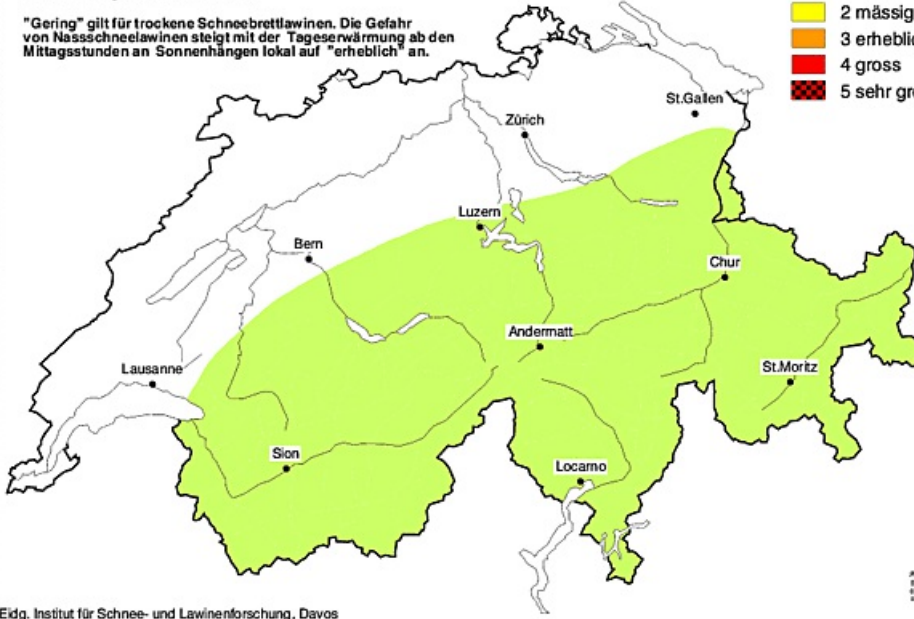 "Gering" gilt für trockene Schneebrettlawinen. Die Gefahr
von Nassschneelawinen steigt mit der Tageserwärmung ab den
Mittagsstunden an Sonnenhängen lokal auf "erheblich" an.
2 mässig
3 erheblic
4 gross
5 sehr gro
St.Gallen
Zürich
Luzern
Bern
Chur
Andermatt
Lausanne
St.Moritz
Sion
Locarno
Eidg. Institut für Schnee- und Lawinenforschung, Davos